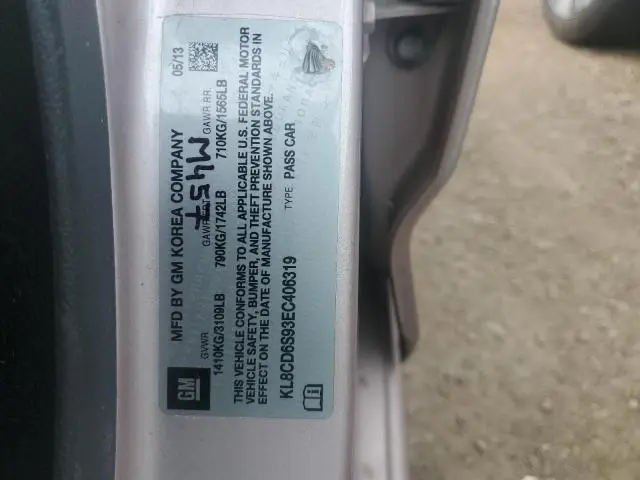 GM
MFD BY GM KOREA COMPANY 05/13
GVWR GAWR GAWR RR
1410KG/3109LB 790KG/1742LB 710KG/1565LB
THIS VEHICLE CONFORMS TO ALL APPLICABLE U.S. FEDERAL MOTOR
VEHICLE SAFETY, BUMPER, AND THEFT PREVENTION STANDARDS IN
EFFECT ON THE DATE OF MANUFACTURE SHOWN ABOVE.
TYPE: PASS CAR
KL8CD6S93EC406319